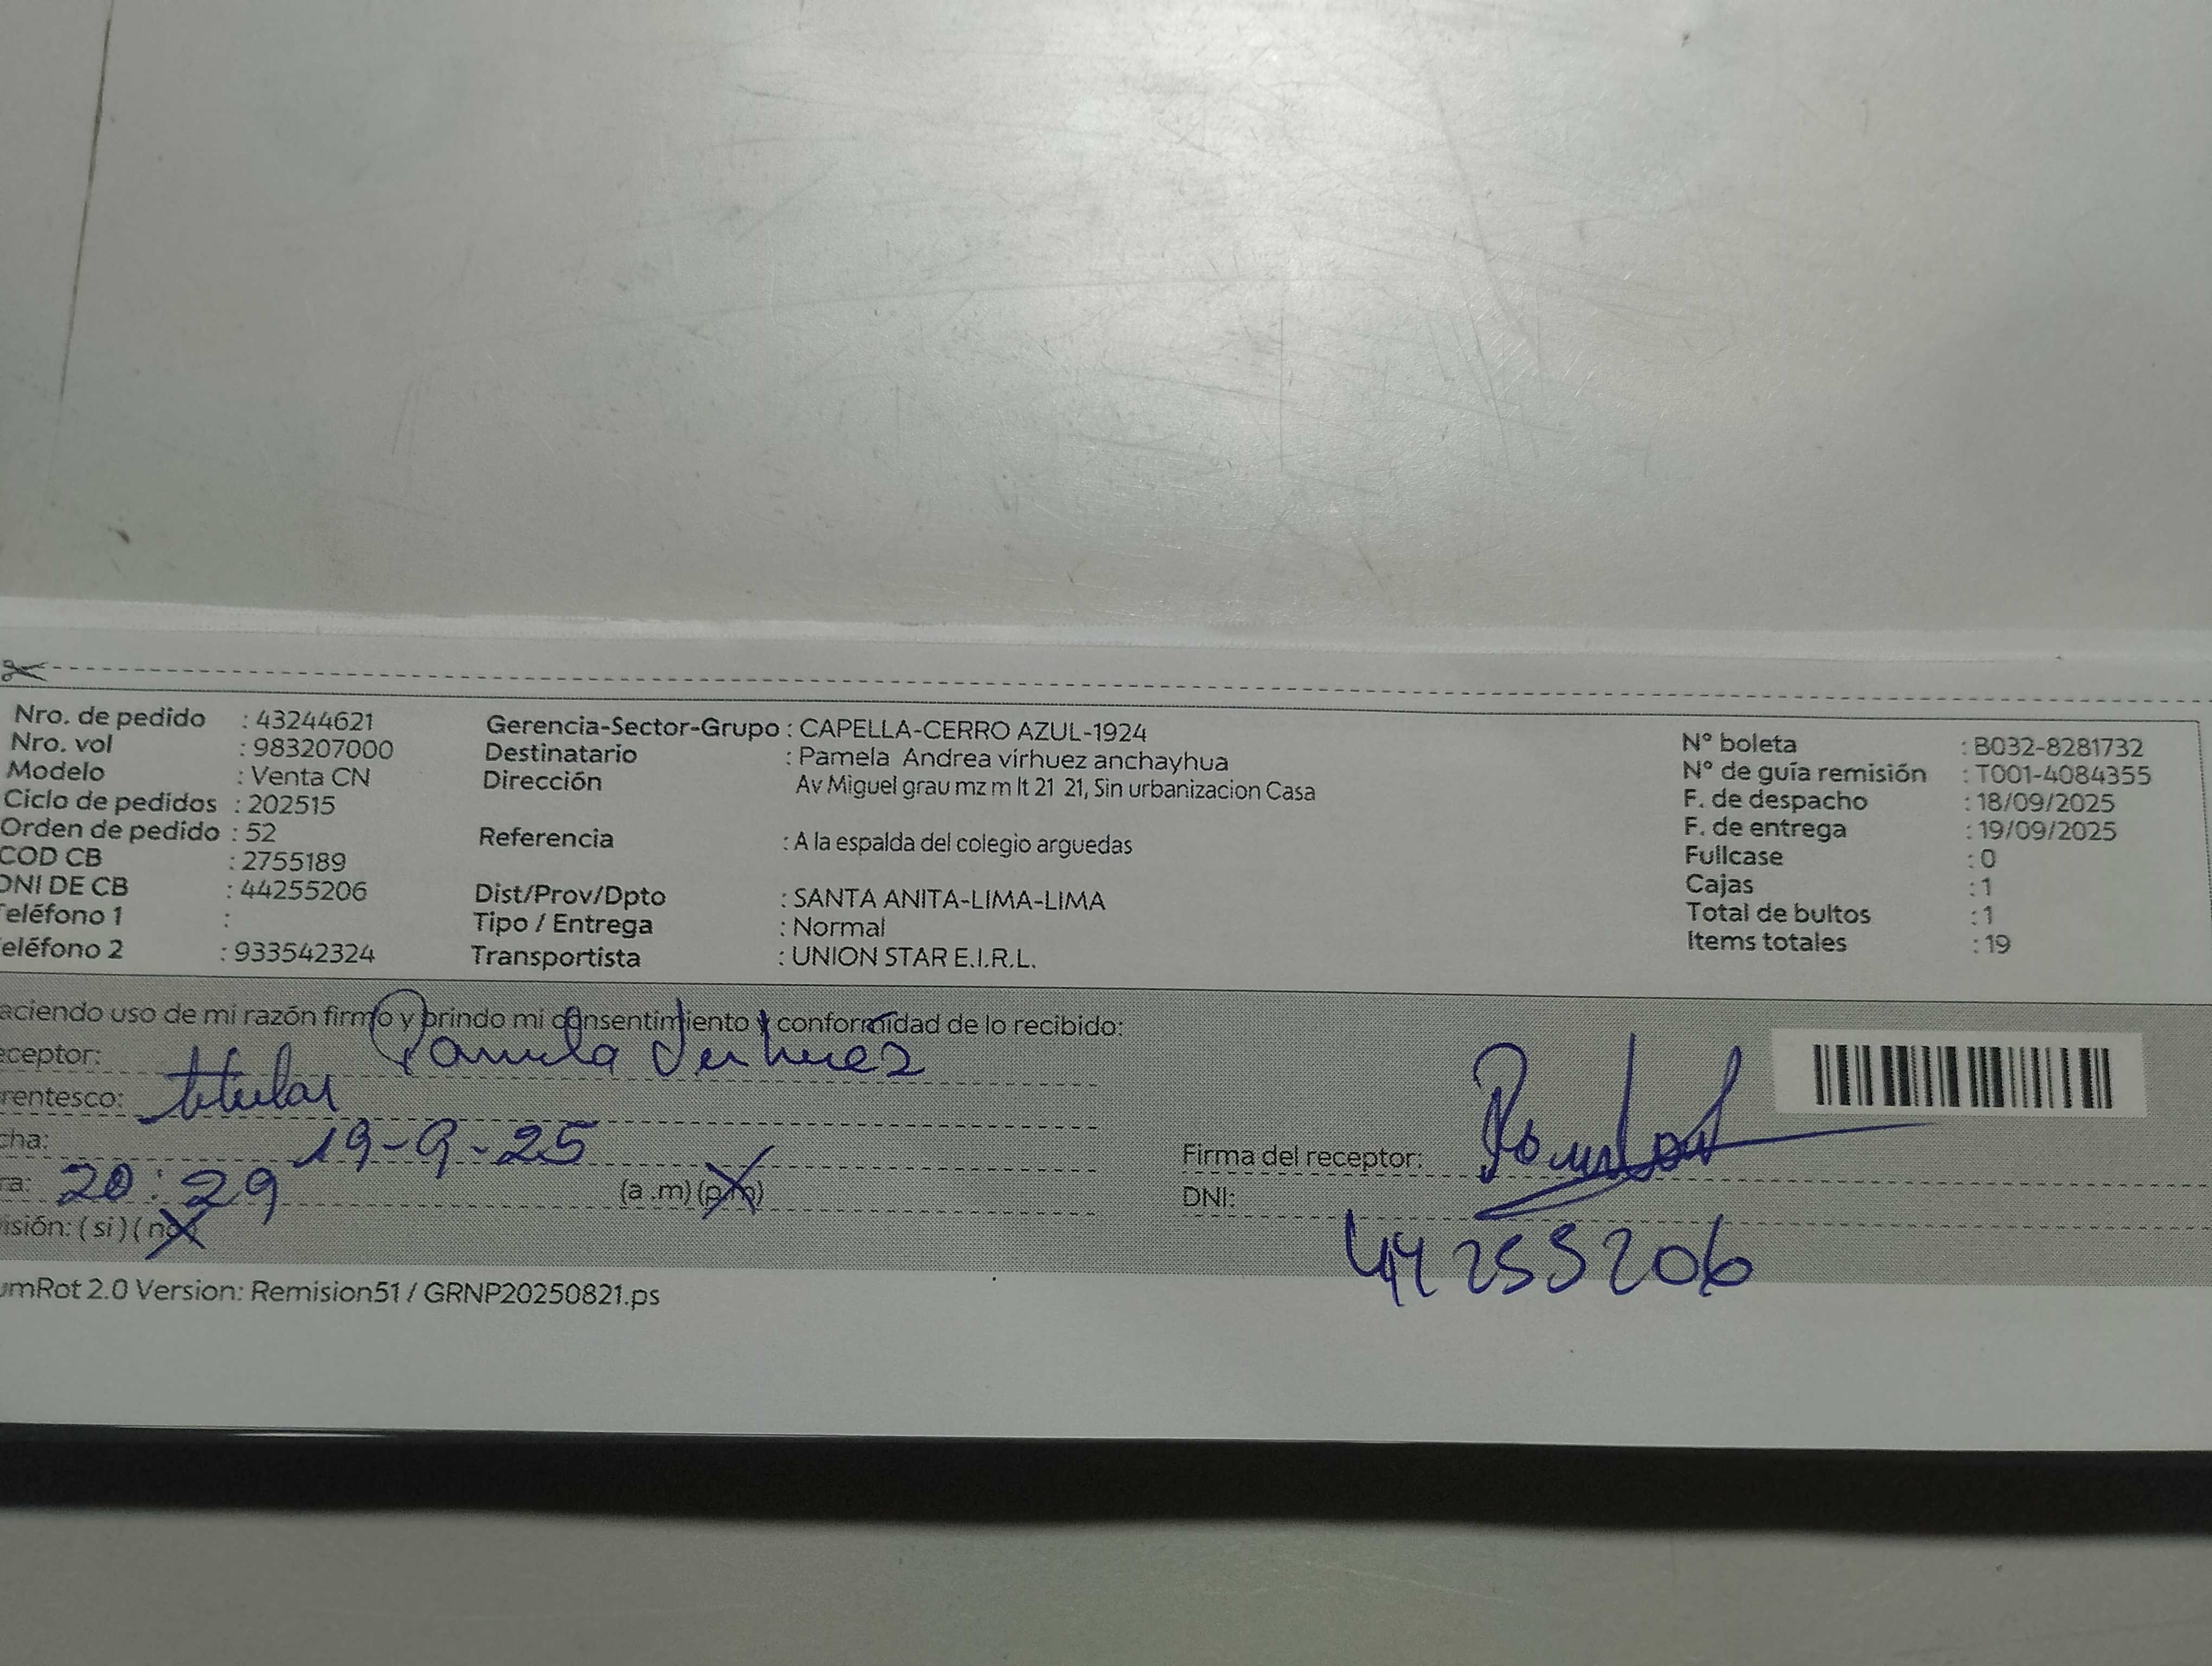 Nro. de pedido : 43244621
Nro. vol : 983207000
Modelo : Venta CN
Ciclo de pedidos : 202515
Orden de pedido : 52
COD CB : 2755189
DNI DE CB : 44255206
Teléfono 1 :
eléfono 2 : 933542324
Gerencia-Sector-Grupo : CAPELLA-CERRO AZUL-1924
Destinatario : Pamela Andrea virhuez anchayhua
Dirección Av Miguel grau mz m lt 21 21, Sin urbanizacion Casa
Referencia : A la espalda del colegio arguedas
Dist/Prov/Dpto : SANTA ANITA-LIMA-LIMA
Tipo / Entrega : Normal
Transportista : UNION STAR E.I.R.L.
N° boleta : B032-8281732
N° de guía remisión : T001-4084355
F. de despacho : 18/09/2025
F. de entrega : 19/09/2025
Fullcase : 0
Cajas : 1
Total de bultos : 1
Items totales : 19
aciendo uso de mi razón firmo y brindo mi consentimiento y conformidad de lo recibido:
eceptor: Pamela Virhuez
rentesco: titular
cha: 19-9-25
ra: 20:29 (a .m) (p.m)
isión: ( si ) ( no )
Firma del receptor:
DNI: 44255206
umRot 2.0 Version: Remision51 / GRNP20250821.ps